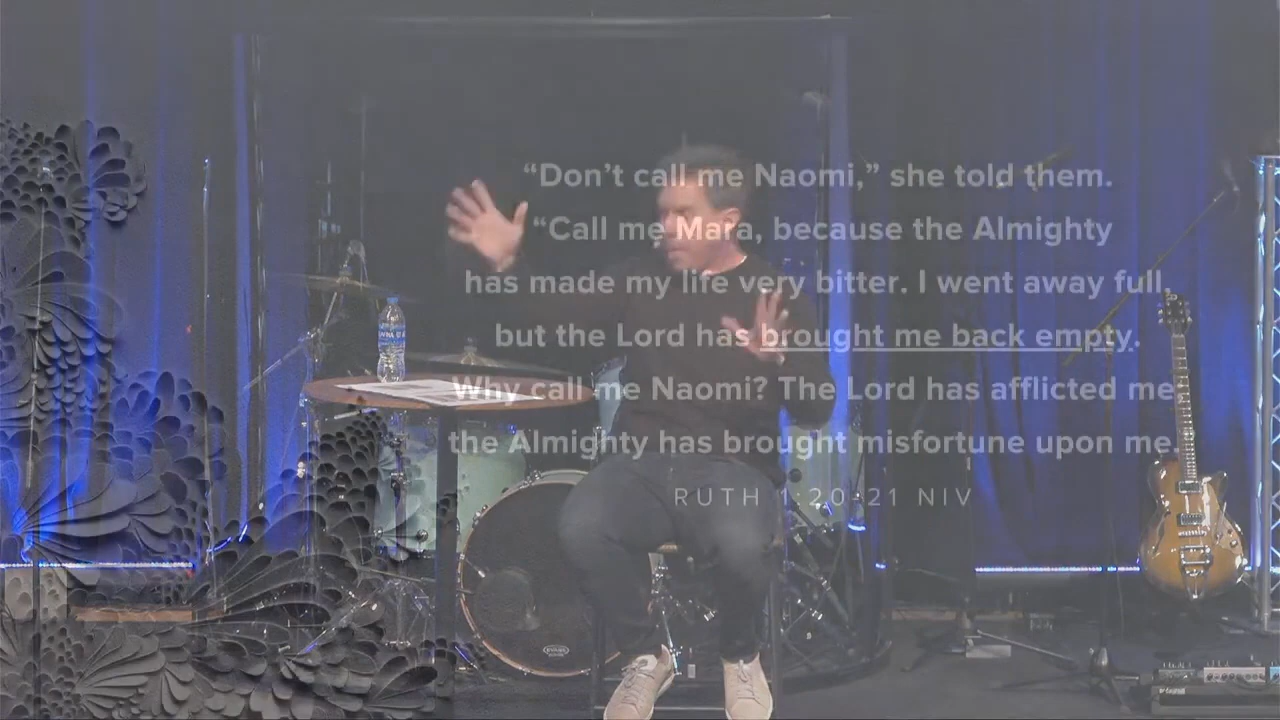 “Don’t call me Naomi,” she told them.
“Call me Mara, because the Almighty
has made my life very bitter. I went away full,
but the Lord has brought me back empty.
Why call me Naomi? The Lord has afflicted me
the Almighty has brought misfortune upon me.
RUTH 1:20-21 NIV